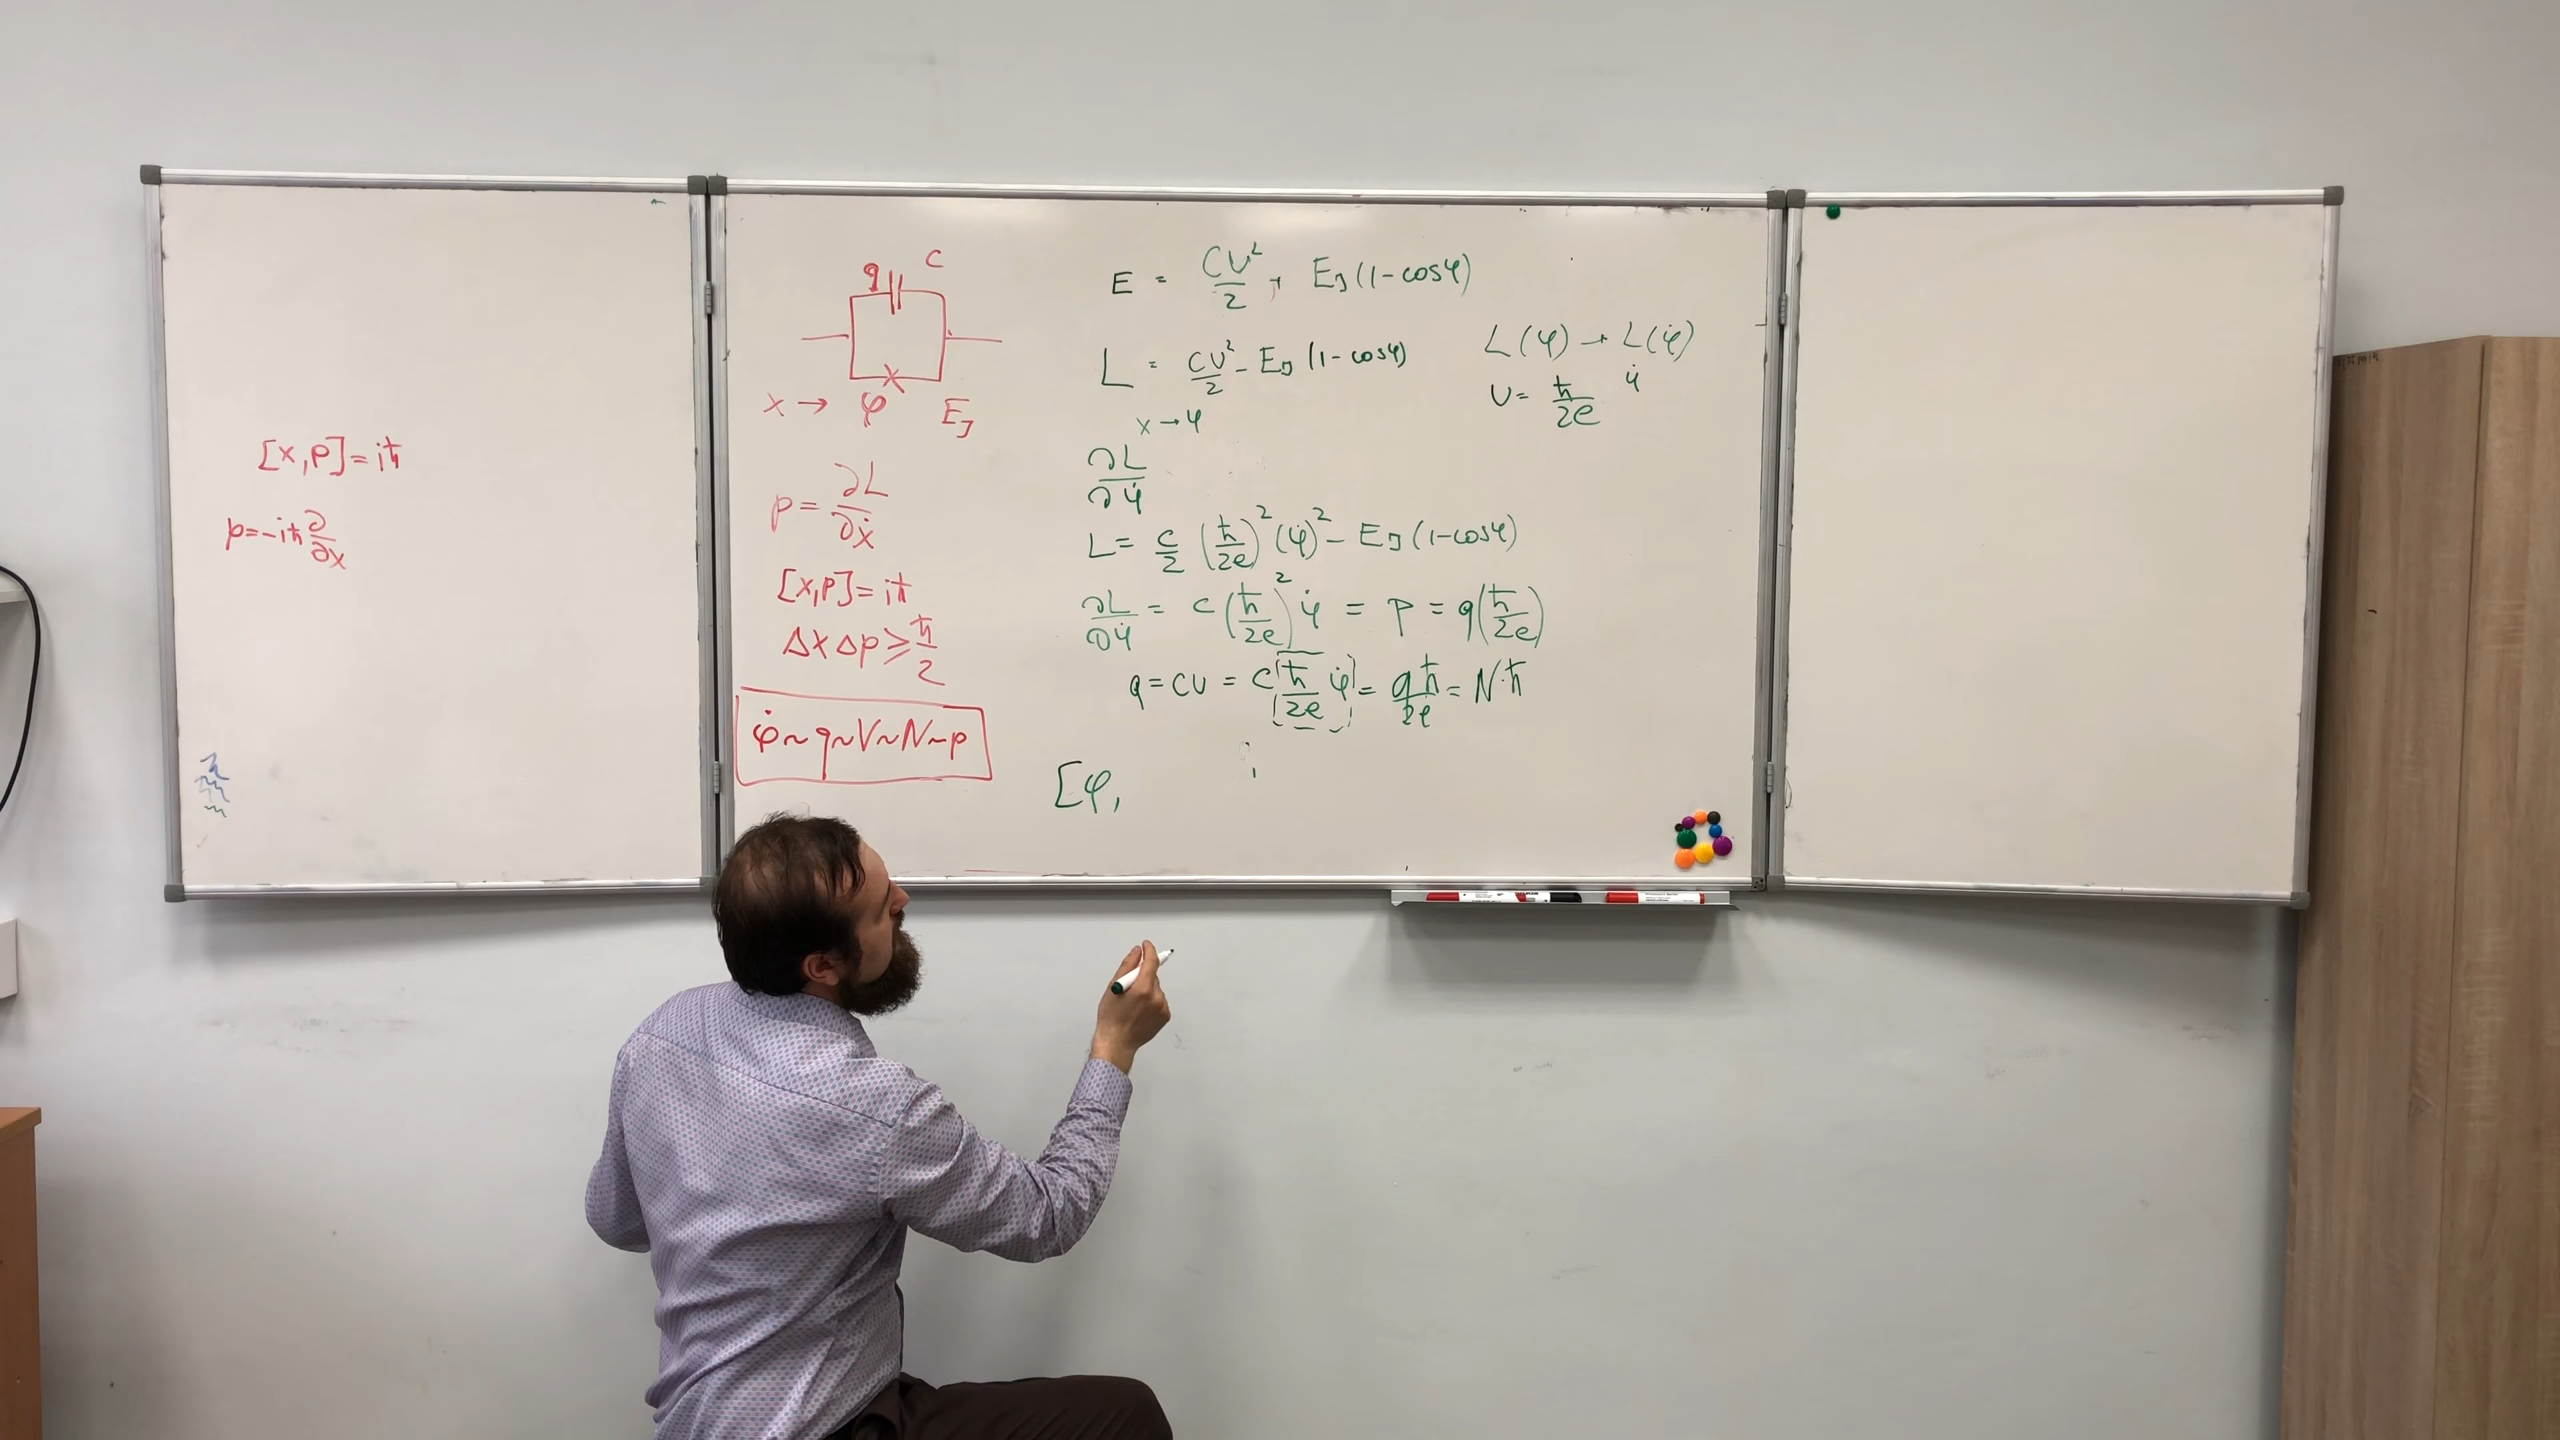 [x,p]=iħ
p=-iħ ∂/∂x
q C
x → φ E_J
p = ∂L/∂ẋ
[x,p]=iħ
Δx Δp ⩾ ħ/2
φ̇ ~ q ~ V ~ N ~ p
E = CU²/2 + E_J (1-cosφ)
L = CU²/2 - E_J (1-cosφ)
x → φ
L(φ) → L(φ̇)
U = ħ/2e φ̇
∂L/∂φ̇
L = C/2 (ħ/2e)² (φ̇)² - E_J (1-cosφ)
∂L/∂φ̇ = C (ħ/2e)² φ̇ = p = q(ħ/2e)
q = CU = C ħ/2e φ̇ = qħ/2e = N·ħ
[φ,